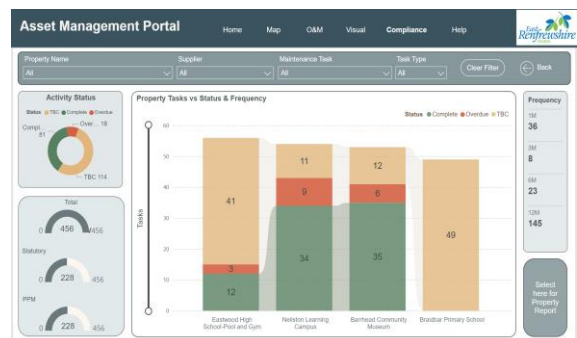 Asset Management Portal
Home Map O&M Visual Compliance Help
East
Renfrewshire
Property Name Supplier Maintenance Task Task Type
All All All All Clear Filter Back
Activity Status
Status TBC Complete Overdue
Over... 18
Compl...
81
TBC 114
Total
456
0 456
Statutory
228
0 456
PPM
228
0 456
Property Tasks vs Status & Frequency
Status Complete Overdue TBC
Tasks
60
50
40
30
20
10
0
41
3
12
11
9
34
12
6
35
49
Eastwood High
School-Pool and Gym
Neilston Learning
Campus
Barrhead Community
Museum
Braidbar Primary School
Frequency
1M
36
3M
8
6M
23
12M
145
Select
here for
Property
Report